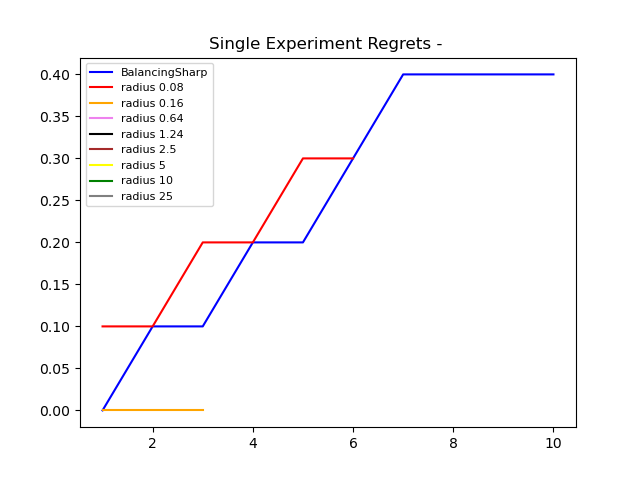 Single Experiment Regrets -
BalancingSharp
radius 0.08
radius 0.16
radius 0.64
radius 1.24
radius 2.5
radius 5
radius 10
radius 25
0.40
0.35
0.30
0.25
0.20
0.15
0.10
0.05
0.00
2 4 6 8 10